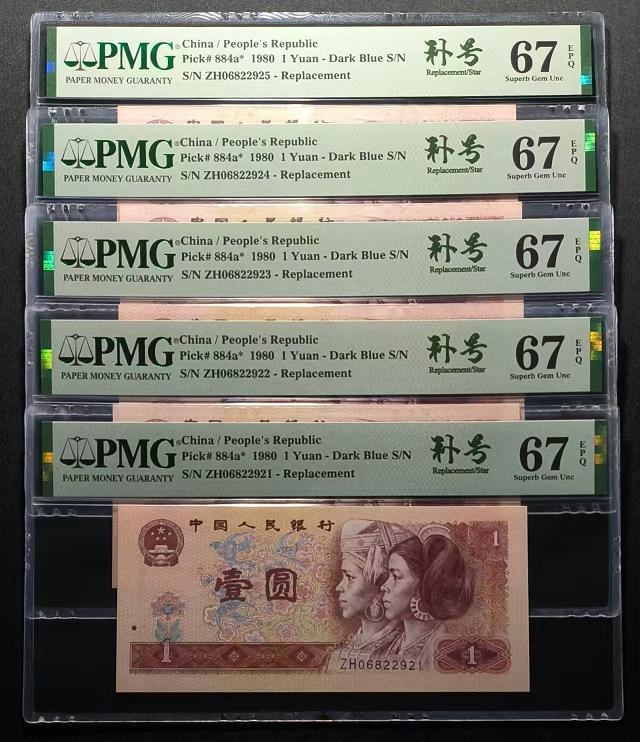 PMG
PAPER MONEY GUARANTY
China / People's Republic
Pick# 884a* 1980 1 Yuan - Dark Blue S/N
S/N ZH06822925 - Replacement
补号
Replacement/Star
67
EPQ
Superb Gem Unc
PMG
PAPER MONEY GUARANTY
China / People's Republic
Pick# 884a* 1980 1 Yuan - Dark Blue S/N
S/N ZH06822924 - Replacement
补号
Replacement/Star
67
EPQ
Superb Gem Unc
PMG
PAPER MONEY GUARANTY
China / People's Republic
Pick# 884a* 1980 1 Yuan - Dark Blue S/N
S/N ZH06822923 - Replacement
补号
Replacement/Star
67
EPQ
Superb Gem Unc
PMG
PAPER MONEY GUARANTY
China / People's Republic
Pick# 884a* 1980 1 Yuan - Dark Blue S/N
S/N ZH06822922 - Replacement
补号
Replacement/Star
67
EPQ
Superb Gem Unc
PMG
PAPER MONEY GUARANTY
China / People's Republic
Pick# 884a* 1980 1 Yuan - Dark Blue S/N
S/N ZH06822921 - Replacement
补号
Replacement/Star
67
EPQ
Superb Gem Unc
中国人民银行
1
壹圆
1
ZH06822921
1